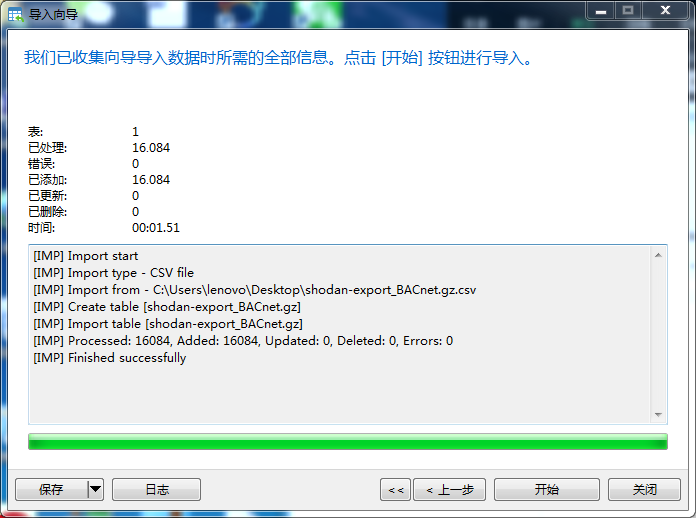 导入向导
我们已收集向导导入数据时所需的全部信息。点击 [开始] 按钮进行导入。
表: 1
已处理: 16.084
错误: 0
已添加: 16.084
已更新: 0
已删除: 0
时间: 00:01.51
[IMP] Import start
[IMP] Import type - CSV file
[IMP] Import from - C:\Users\lenovo\Desktop\shodan-export_BACnet.gz.csv
[IMP] Create table [shodan-export_BACnet.gz]
[IMP] Import table [shodan-export_BACnet.gz]
[IMP] Processed: 16084, Added: 16084, Updated: 0, Deleted: 0, Errors: 0
[IMP] Finished successfully
保存 日志 << < 上一步 开始 关闭